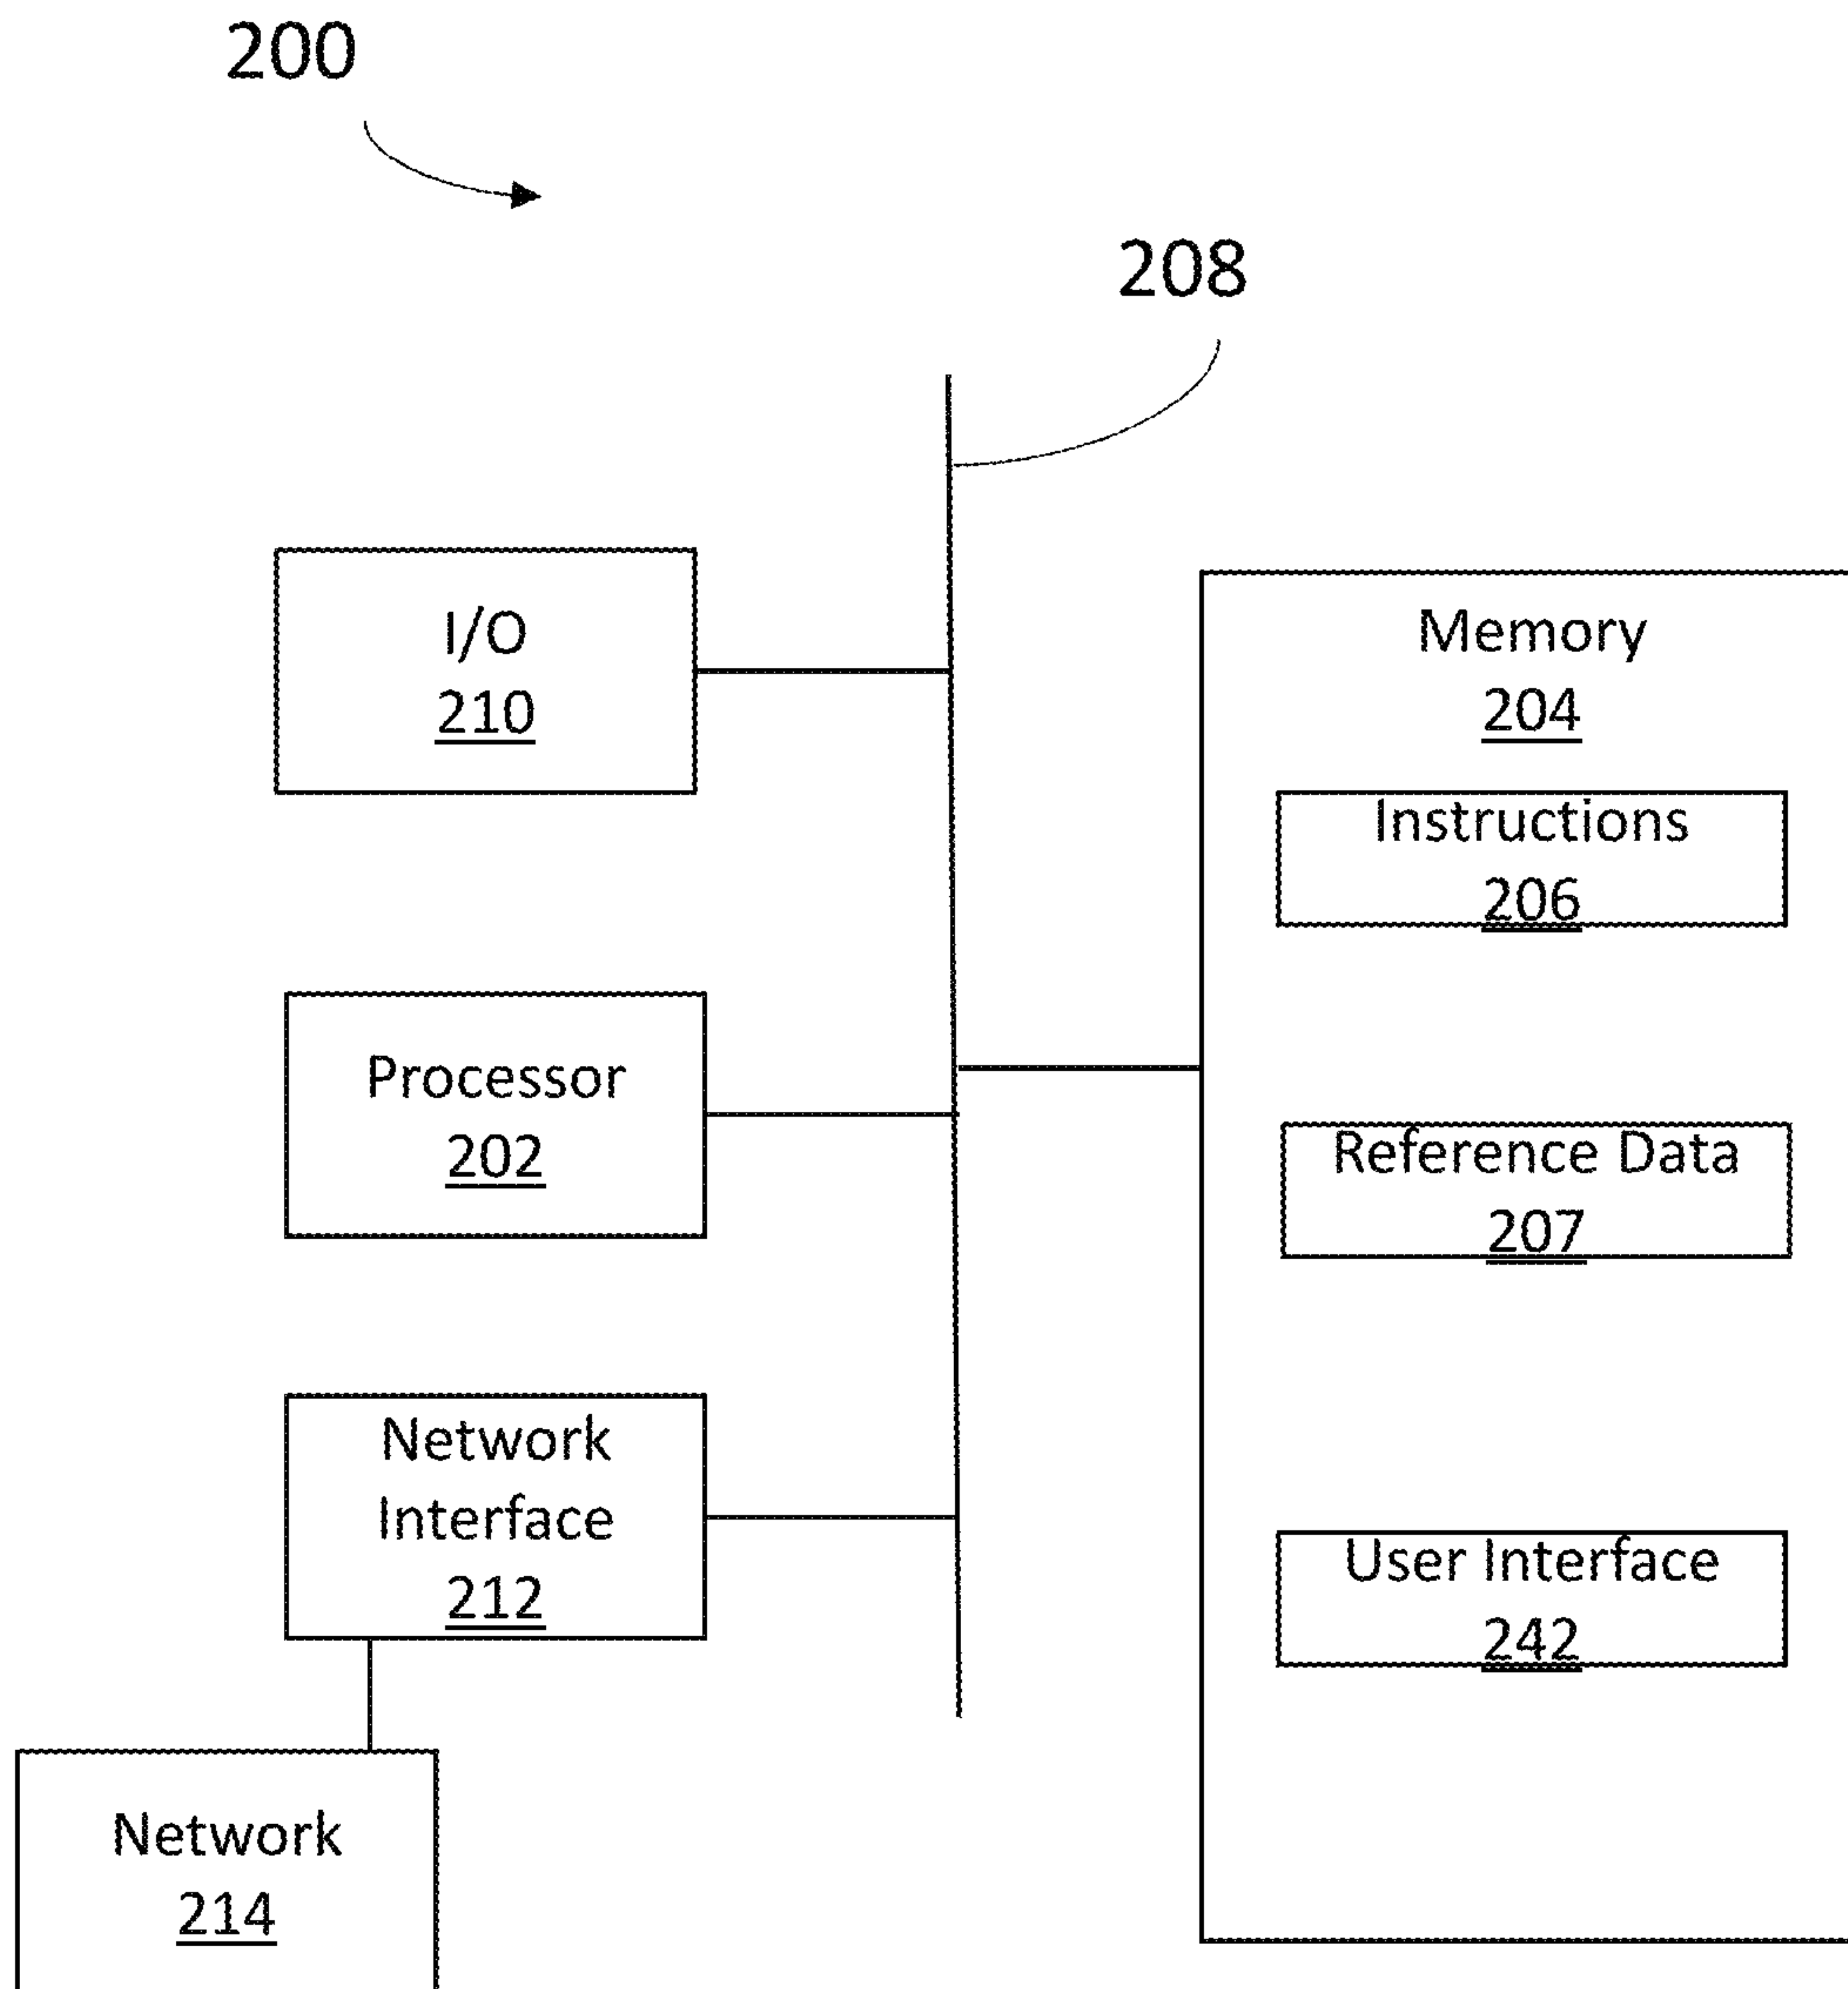 200
208
I/O
210
Memory
204
Instructions
206
Processor
202
Reference Data
207
Network
Interface
212
User Interface
242
Network
214